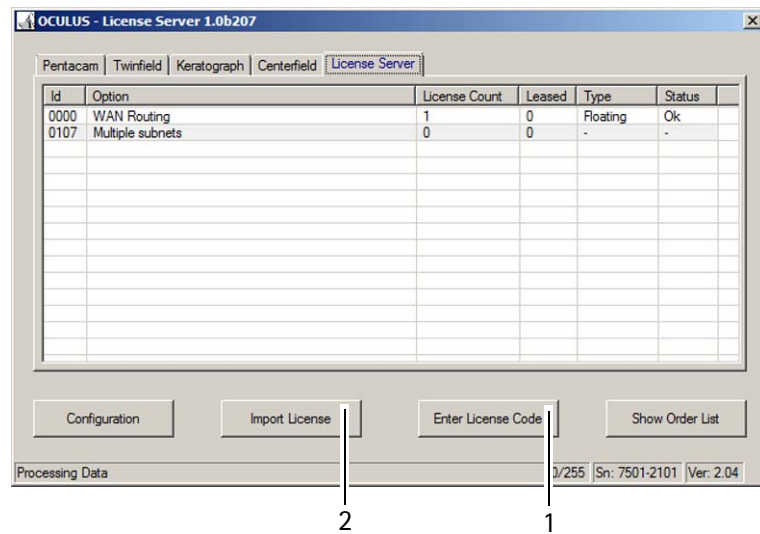 OCULUS - License Server 1.0b207
Pentacam Twinfield Keratograph Centerfield License Server
Id Option License Count Leased Type Status
0000 WAN Routing 1 0 Floating Ok
0107 Multiple subnets 0 0 - -
Configuration Import License Enter License Code Show Order List
Processing Data 0/255 Sn: 7501-2101 Ver: 2.04
2 1